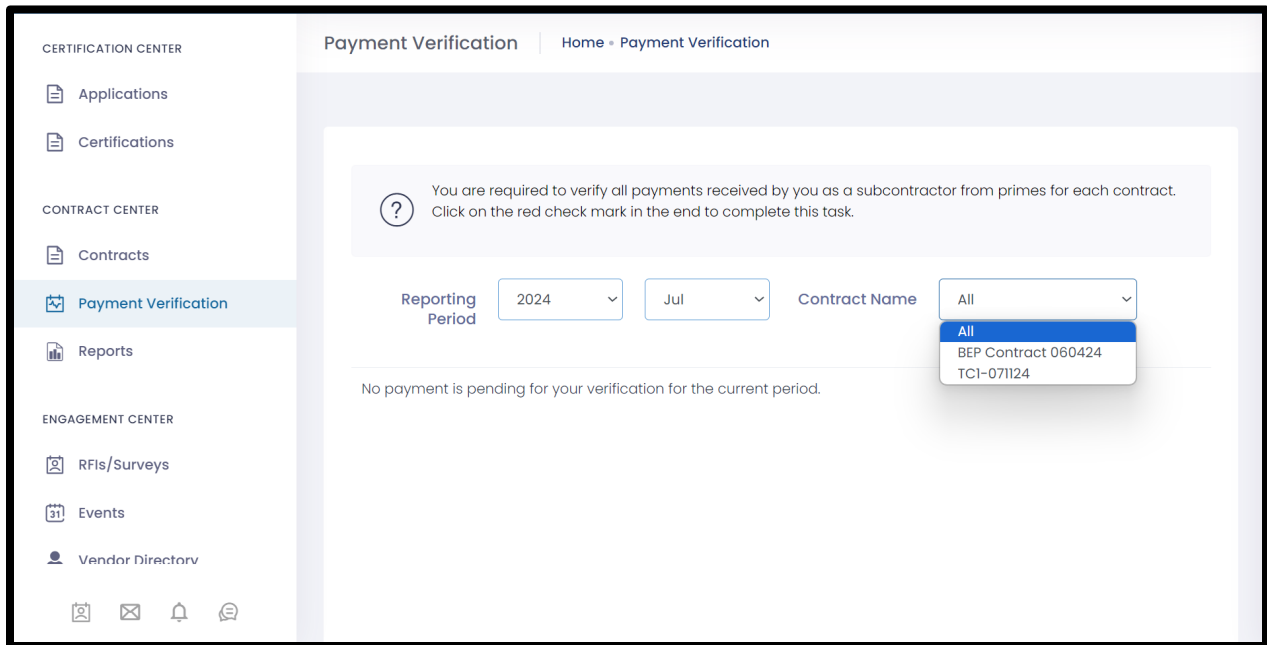 CERTIFICATION CENTER
Applications
Certifications
CONTRACT CENTER
Contracts
Payment Verification
Reports
ENGAGEMENT CENTER
RFIs/Surveys
31 Events
Vendor Directory
Payment Verification Home • Payment Verification
? You are required to verify all payments received by you as a subcontractor from primes for each contract.
Click on the red check mark in the end to complete this task.
Reporting Period 2024 Jul Contract Name All
All
BEP Contract 060424
TC1-071124
No payment is pending for your verification for the current period.